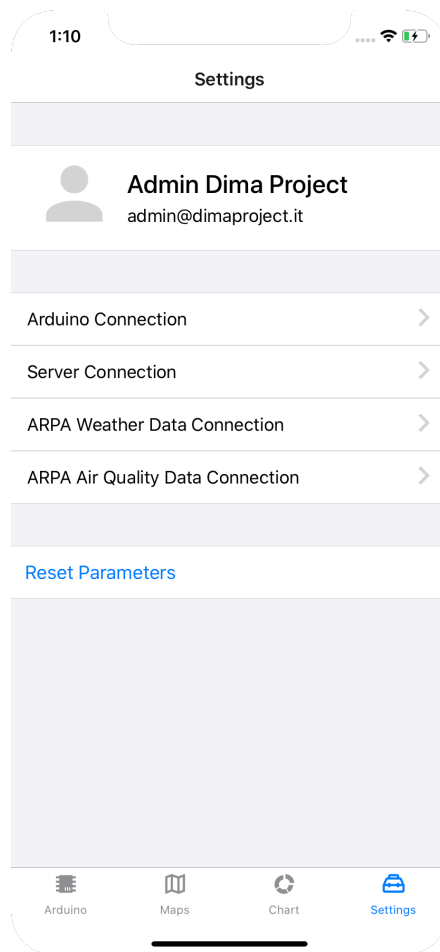 1:10
Settings
Admin Dima Project
admin@dimaproject.it
Arduino Connection
Server Connection
ARPA Weather Data Connection
ARPA Air Quality Data Connection
Reset Parameters
Arduino
Maps
Chart
Settings